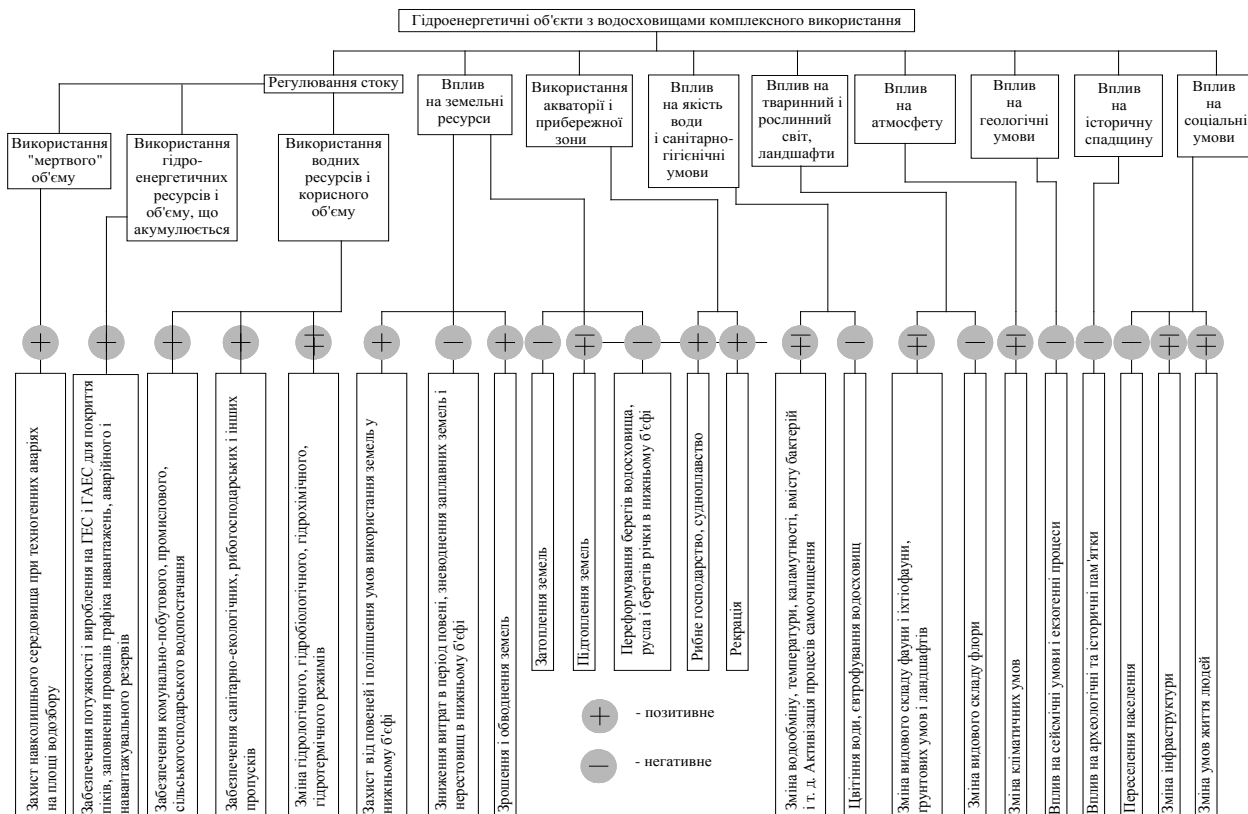 Гідроенергетичні об'єкти з водосховищами комплексного використання
Регулювання стоку
Вплив
на земельні
ресурси
Використання
акваторії і
прибережної
зони
Вплив
на якість
води
і санітарно-
гігієнічні
умови
Вплив на
тваринний і
рослинний
світ,
ландшафти
Вплив
на
атмосфету
Вплив
на
геологічні
умови
Вплив
на
історичну
спадщину
Вплив
на
соціальні
умови
Використання
"мертвого"
об'єму
Використання
гідро-
енергетичних
ресурсів і
об'єму, що
акумулюється
Використання
водних
ресурсів і
корисного
об'єму
Захист навколишнього середовища при техногенних аваріях
на площі водозбору
Забезпечення потужності і вироблення на ГЕС і ГАЕС для покриття
піків, заповнення провалів графіка навантажень, аварійного і
навантажувального резервів
Забезпечення комунально-побутового, промислового,
сільськогосподарського водопостачання
Забезпечення санітарно-екологічних, рибогосподарських і інших
пропусків
Зміна гідрологічного, гідробіологічного, гідрохімічного,
гідротермічного режимів
Захист від повеней і поліпшення умов використання земель у
нижньому б'єфі
Зниження витрат в період повені, зневоднення заплавних земель і
нерестовищ в нижньому б'єфі
Зрошення і обводнення земель
Затоплення земель
Підтоплення земель
Переформування берегів водосховища,
русла і берегів річки в нижньому б'єфі
Рибне господарство, судноплавство
Рекрація
Зміна водообміну, температури, каламутності, вмісту бактерій
і т. д. Активізація процесів самоочищення
Цвітіння води, євтрофування водосховищ
Зміна видового складу фауни і іхтіофауни,
грунтових умов і ландшафтів
Зміна видового складу флори
Зміна кліматичних умов
Вплив на сейсмічні умови і екзогенні процеси
Вплив на археологічні та історичні пам'ятки
Переселення населення
Зміна інфраструктури
Зміна умов життя людей
- позитивне
- негативне